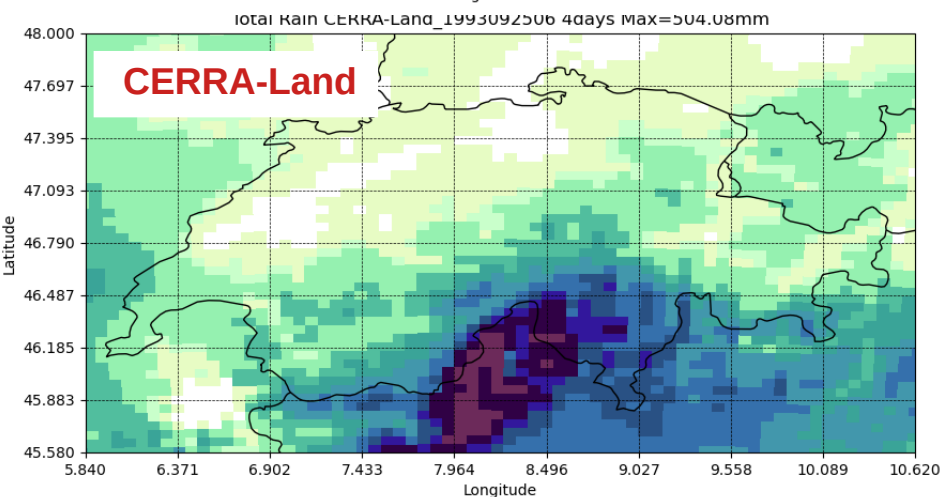 Total Rain CERRA-Land_1993092506 4days Max=504.08mm
CERRA-Land
48.000
47.697
47.395
47.093
46.790
46.487
46.185
45.883
45.580
Latitude
5.840 6.371 6.902 7.433 7.964 8.496 9.027 9.558 10.089 10.620
Longitude